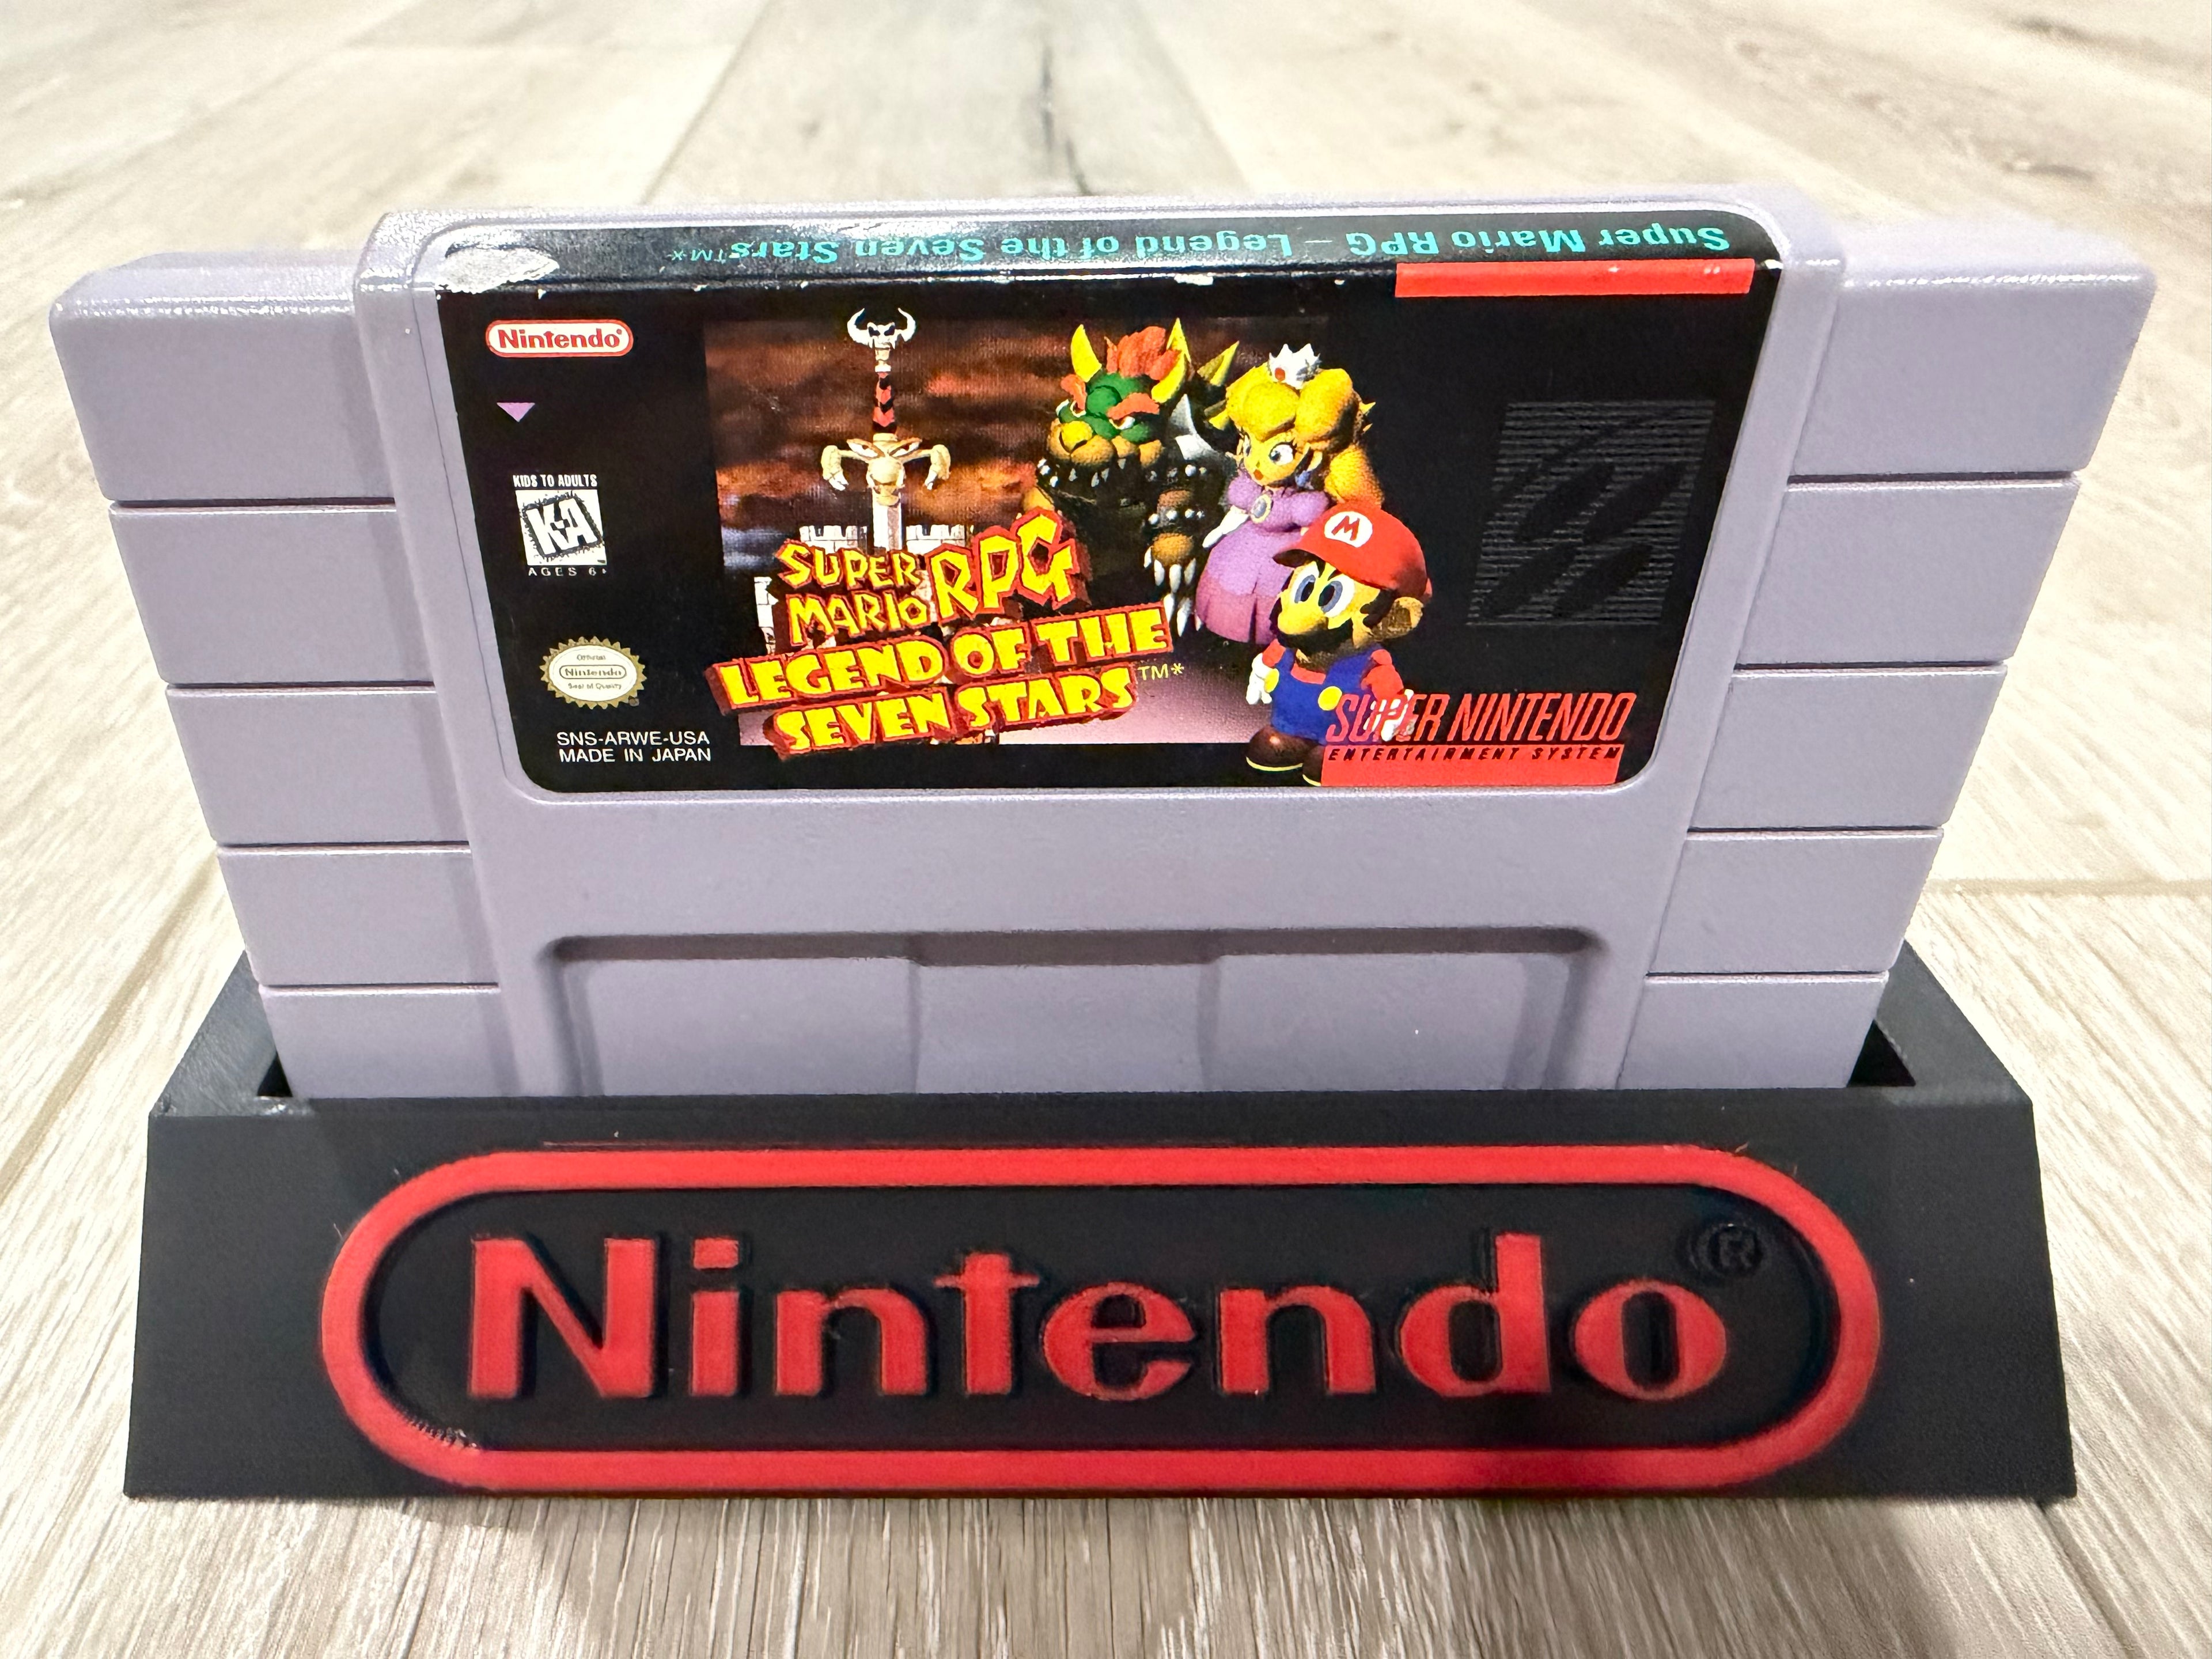 Super Mario RPG – Legend of the Seven Stars™*
Nintendo®
KIDS TO ADULTS
K-A
AGES 6+
Official
Nintendo
Seal of Quality
SNS-ARWE-USA
MADE IN JAPAN
SUPER
MARIO RPG
LEGEND OF THE
SEVEN STARS™*
M
SUPER NINTENDO
ENTERTAINMENT SYSTEM
Nintendo®